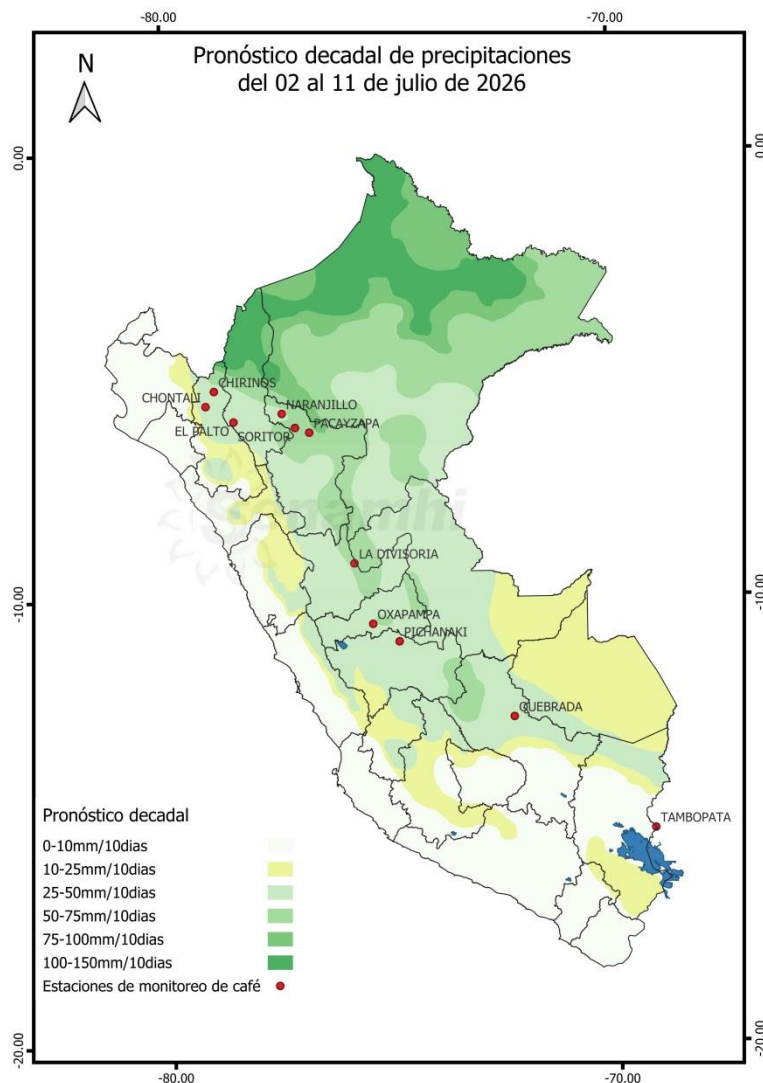 -80.00
-70.00
Pronóstico decadal de precipitaciones
del 02 al 11 de julio de 2026
N
0.00
0.00
CHIRINOS
CHONTALI
NARANJILLO
EL PALTO
SORITOR
PACAYZAPA
Senamhi
LA DIVISORIA
-10.00
-10.00
OXAPAMPA
PICHANAKI
QUEBRADA
TAMBOPATA
Pronóstico decadal
0-10mm/10dias
10-25mm/10dias
25-50mm/10dias
50-75mm/10dias
75-100mm/10dias
100-150mm/10dias
Estaciones de monitoreo de café
-20.00
-20.00
-80.00
-70.00